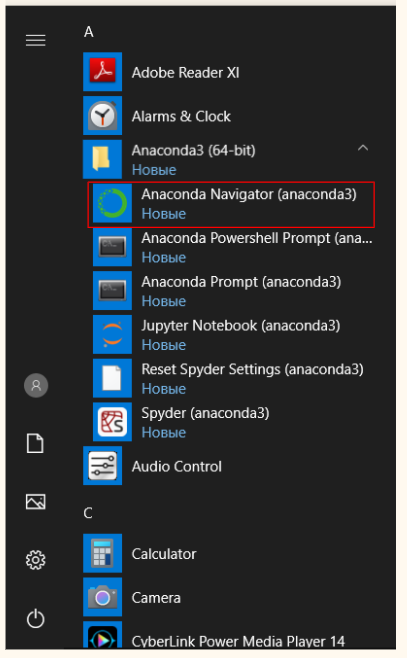 A
Adobe Reader XI
Alarms & Clock
Anaconda3 (64-bit)
Новые
Anaconda Navigator (anaconda3)
Новые
Anaconda Powershell Prompt (ana...
Новые
Anaconda Prompt (anaconda3)
Новые
Jupyter Notebook (anaconda3)
Новые
Reset Spyder Settings (anaconda3)
Новые
Spyder (anaconda3)
Новые
Audio Control
C
Calculator
Camera
CyberLink Power Media Player 14